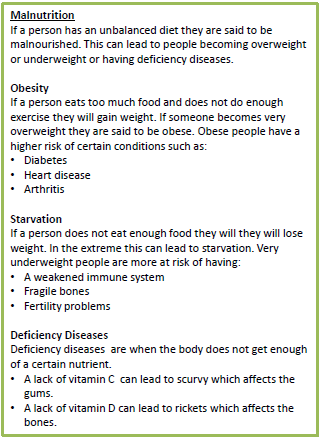 Malnutrition
If a person has an unbalanced diet they are said to be
malnourished. This can lead to people becoming overweight
or underweight or having deficiency diseases.
Obesity
If a person eats too much food and does not do enough
exercise they will gain weight. If someone becomes very
overweight they are said to be obese. Obese people have a
higher risk of certain conditions such as:
• Diabetes
• Heart disease
• Arthritis
Starvation
If a person does not eat enough food they will they will lose
weight. In the extreme this can lead to starvation. Very
underweight people are more at risk of having:
• A weakened immune system
• Fragile bones
• Fertility problems
Deficiency Diseases
Deficiency diseases are when the body does not get enough
of a certain nutrient.
• A lack of vitamin C can lead to scurvy which affects the
gums.
• A lack of vitamin D can lead to rickets which affects the
bones.